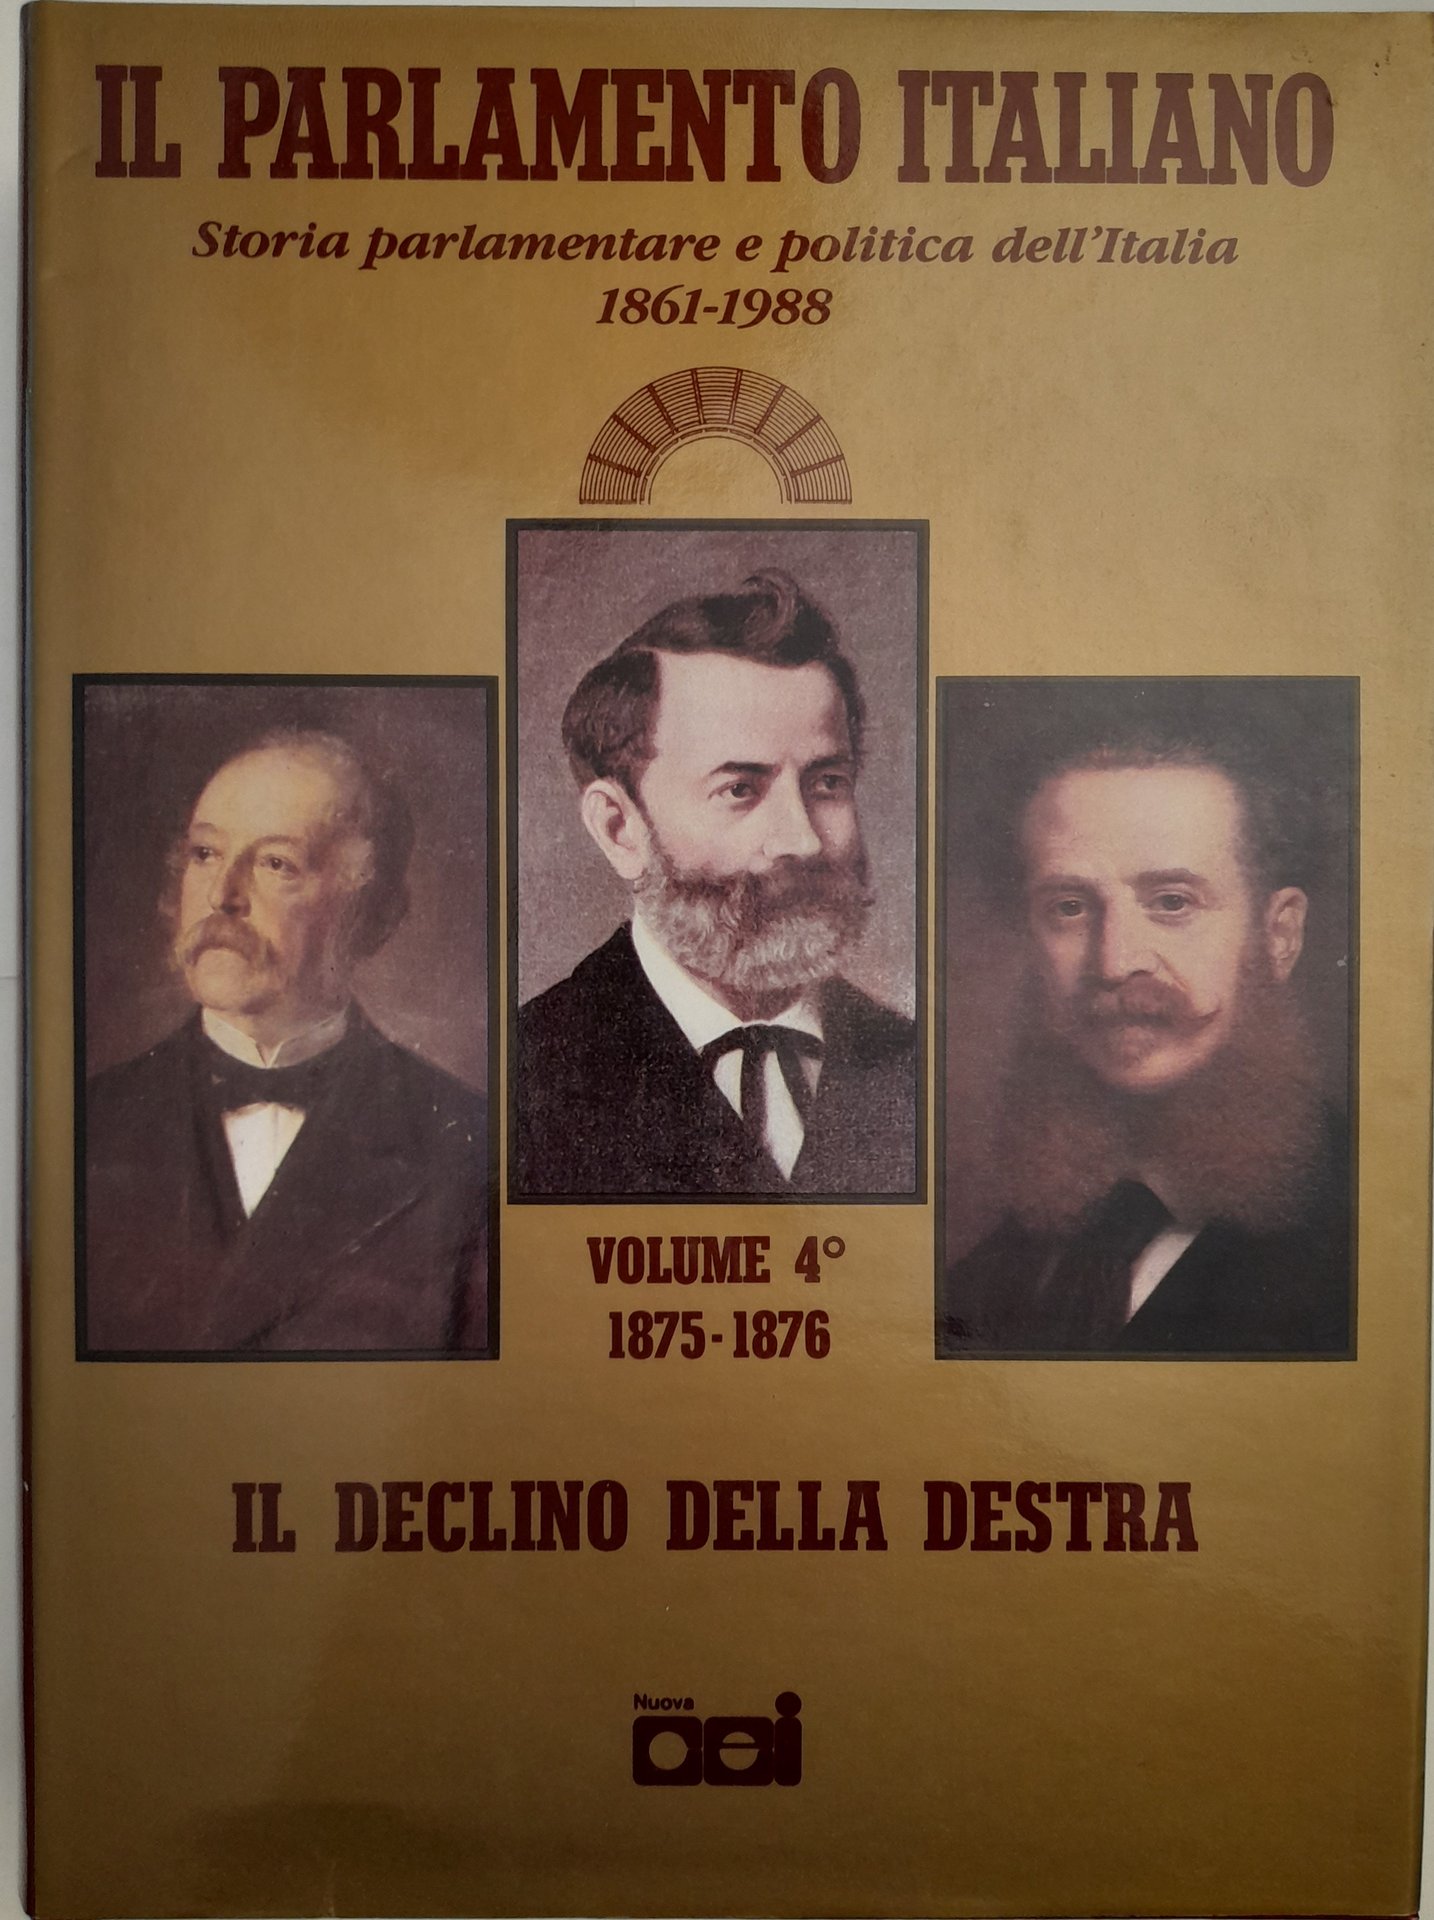 IL PARLAMENTO ITALIANO
Storia parlamentare e politica dell'Italia
1861-1988
VOLUME 4°
1875-1876
IL DECLINO DELLA DESTRA
Nuova
cei